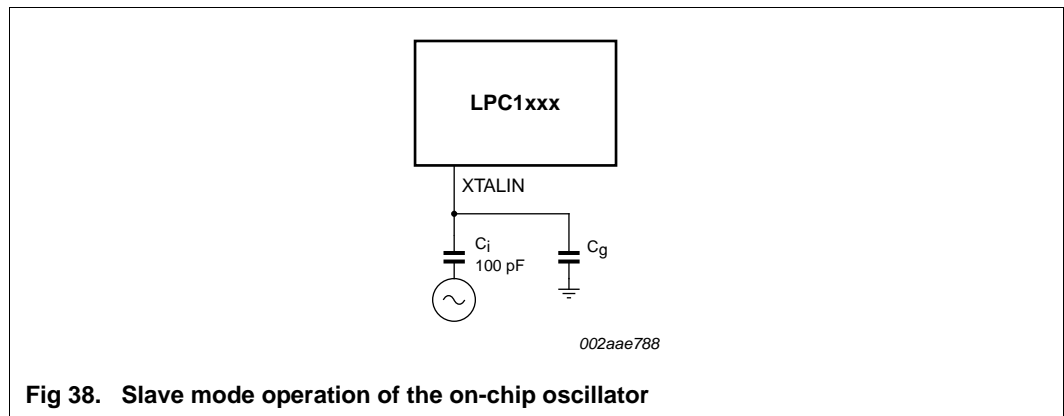 LPC1xxx
XTALIN
Ci
100 pF
Cg
002aae788
Fig 38. Slave mode operation of the on-chip oscillator